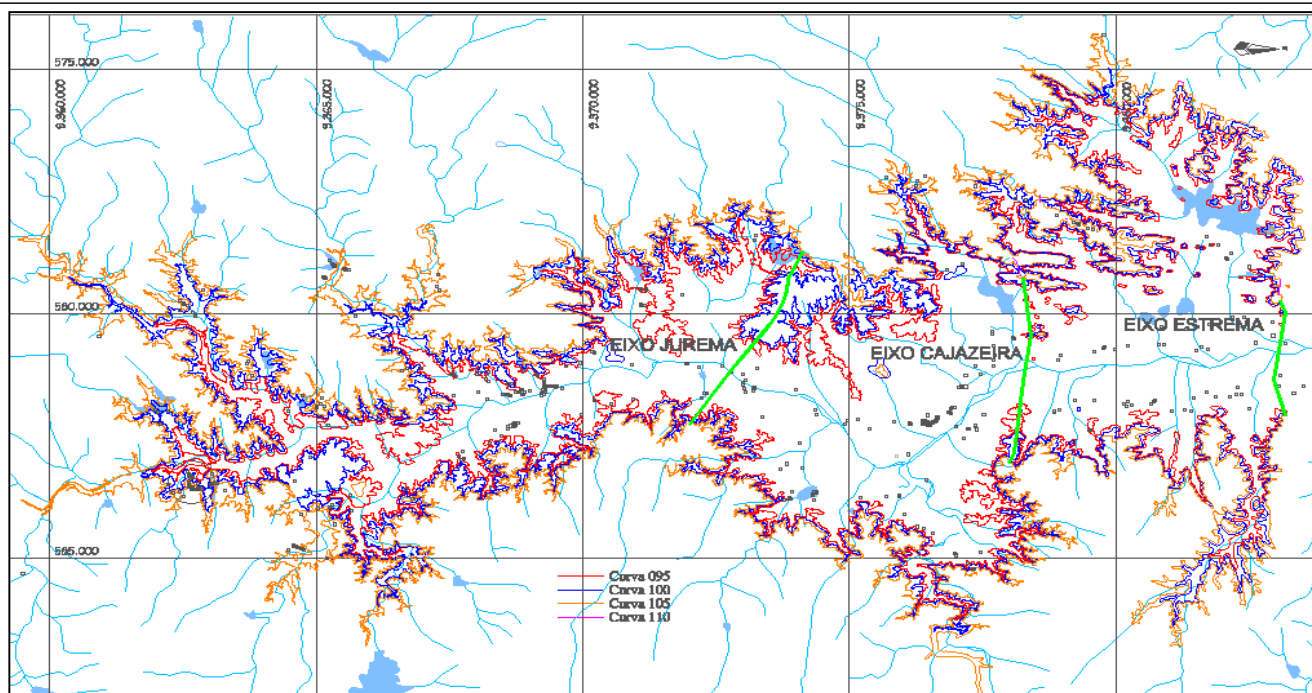 575.000
9.360.000
9.365.000
9.370.000
9.375.000
580.000
EIXO JUREMA
EIXO CAJAZEIRA
EIXO ESTREMA
585.000
Curva 095
Curva 100
Curva 105
Curva 110